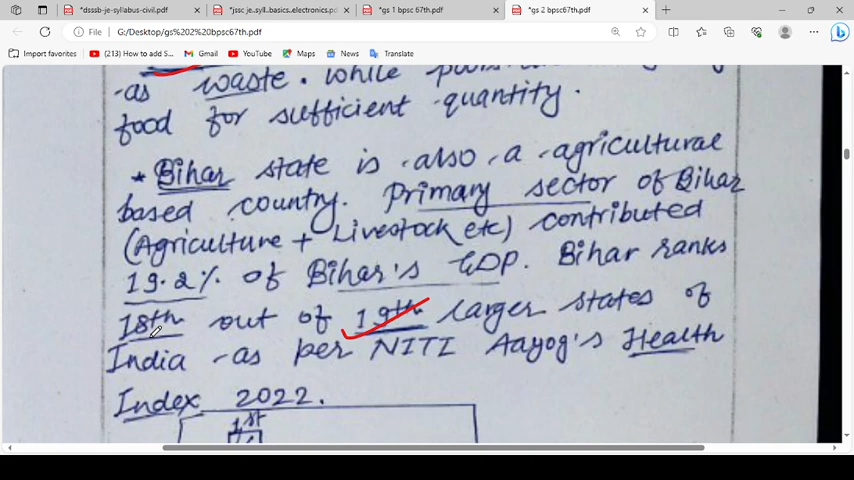 dsssb-je-syllabus-civil.pdf
*jssc je.syll..basics..electronics.pd
*gs 1 bpsc 67th.pdf
*gs 2 bpsc67th.pdf
File G:/Desktop/gs%202%20bpsc67th.pdf
Import favorites
(213) How to add S...
Gmail
YouTube
Maps
News
Translate
as waste. while
food for sufficient quantity.
* Bihar state is also a agricultural
based country. Primary sector of Bihar
(Agriculture + Livestock etc) contributed
19.2% of Bihar's GDP. Bihar ranks
18th out of 19th larger states of
India as per NITI Aayog's Health
Index 2022.
1st